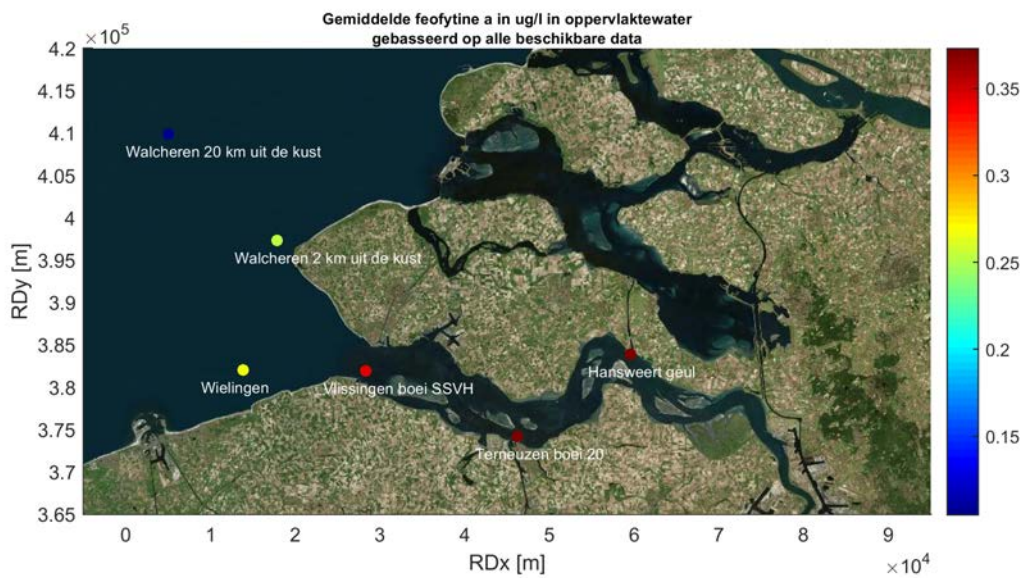 Gemiddelde feofytine a in ug/l in oppervlaktewater
gebasseerd op alle beschikbare data
×10⁵
4.2
4.15
4.1
4.05
4
3.95
3.9
3.85
3.8
3.75
3.7
3.65
RDy [m]
Walcheren 20 km uit de kust
Walcheren 2 km uit de kust
Wielingen
Vlissingen boei SSVH
Hansweert geul
Terneuzen boei 20
0 1 2 3 4 5 6 7 8 9
×10⁴
RDx [m]
0.35
0.3
0.25
0.2
0.15